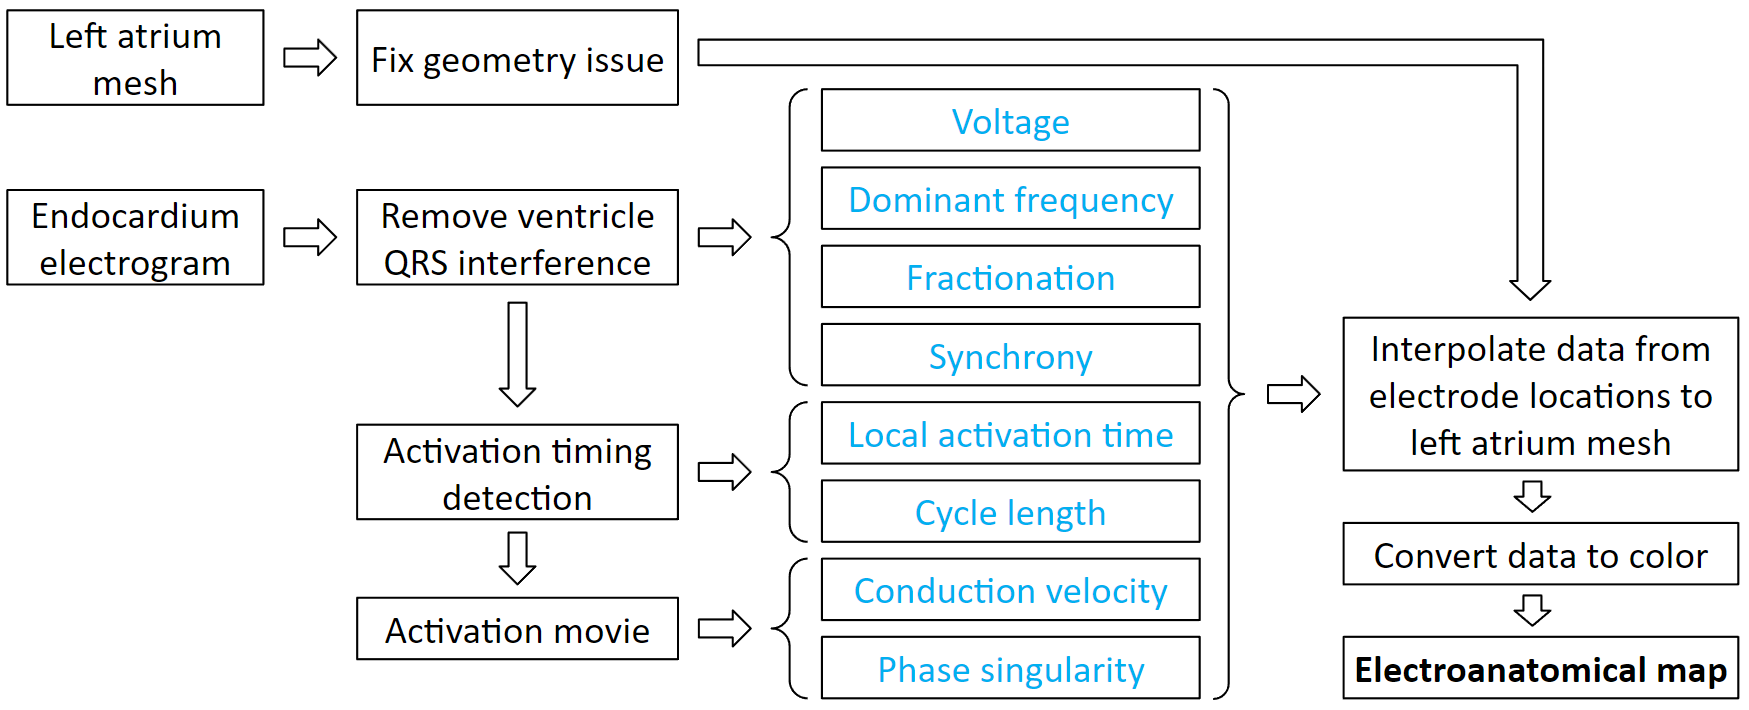 Left atrium
mesh
Fix geometry issue
Endocardium
electrogram
Remove ventricle
QRS interference
Activation timing
detection
Activation movie
Voltage
Dominant frequency
Fractionation
Synchrony
Local activation time
Cycle length
Conduction velocity
Phase singularity
Interpolate data from
electrode locations to
left atrium mesh
Convert data to color
Electroanatomical map